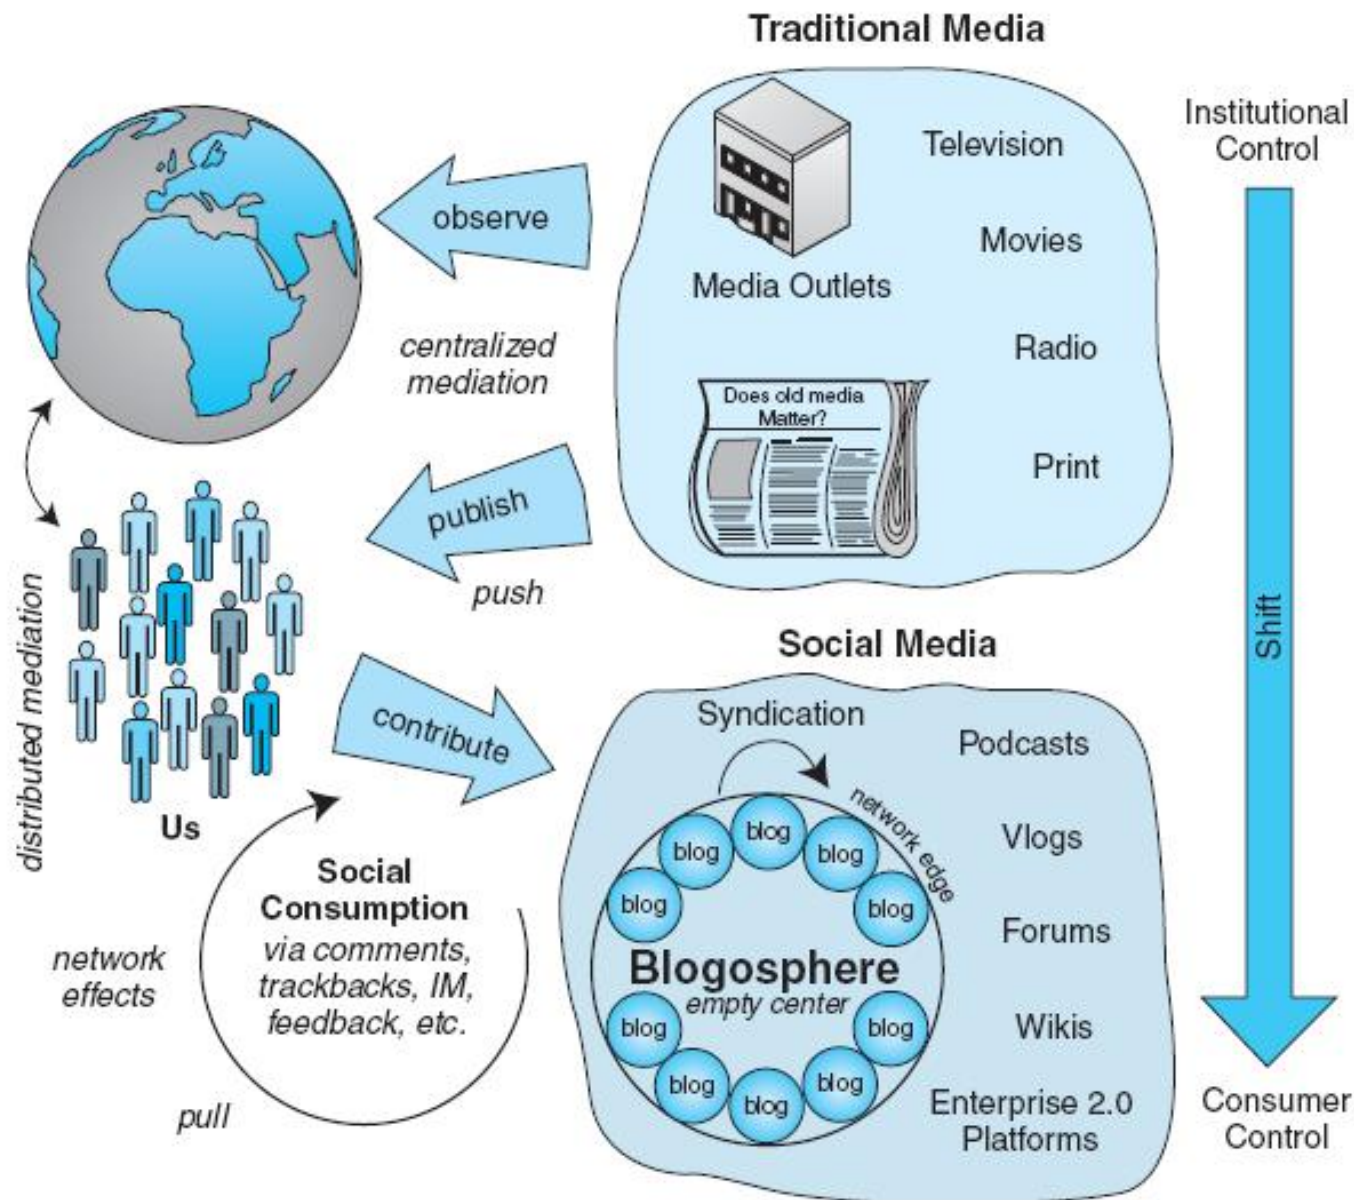 Traditional Media
Institutional
Control
Television
Movies
Media Outlets
Radio
Does old media
Matter?
Print
observe
centralized
mediation
publish
push
distributed mediation
Us
contribute
Social Media
Syndication
network edge
Podcasts
Vlogs
Forums
Wikis
Enterprise 2.0
Platforms
blog
blog
blog
blog
blog
Blogosphere
empty center
blog
blog
blog
blog
blog
Social
Consumption
via comments,
trackbacks, IM,
feedback, etc.
network
effects
pull
Shift
Consumer
Control